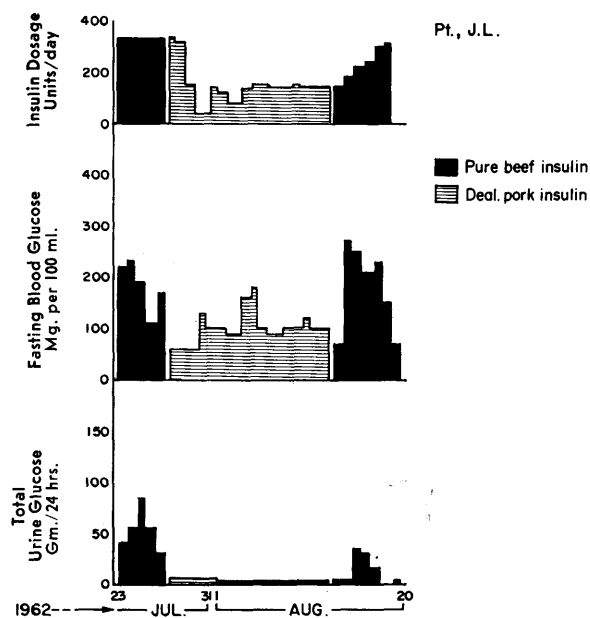 Pt., J.L.
Insulin Dosage
Units/day
400
200
0
Pure beef insulin
Deal. pork insulin
Fasting Blood Glucose
Mg. per 100 ml.
400
300
200
100
0
Total
Urine Glucose
Gm./24 hrs.
150
100
50
0
23 31 1 20
1962 JUL. AUG.